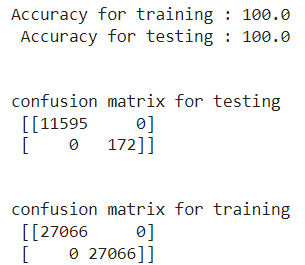 Accuracy for training : 100.0
Accuracy for testing : 100.0
confusion matrix for testing
[[11595     0]
[    0   172]]
confusion matrix for training
[[27066     0]
[    0 27066]]